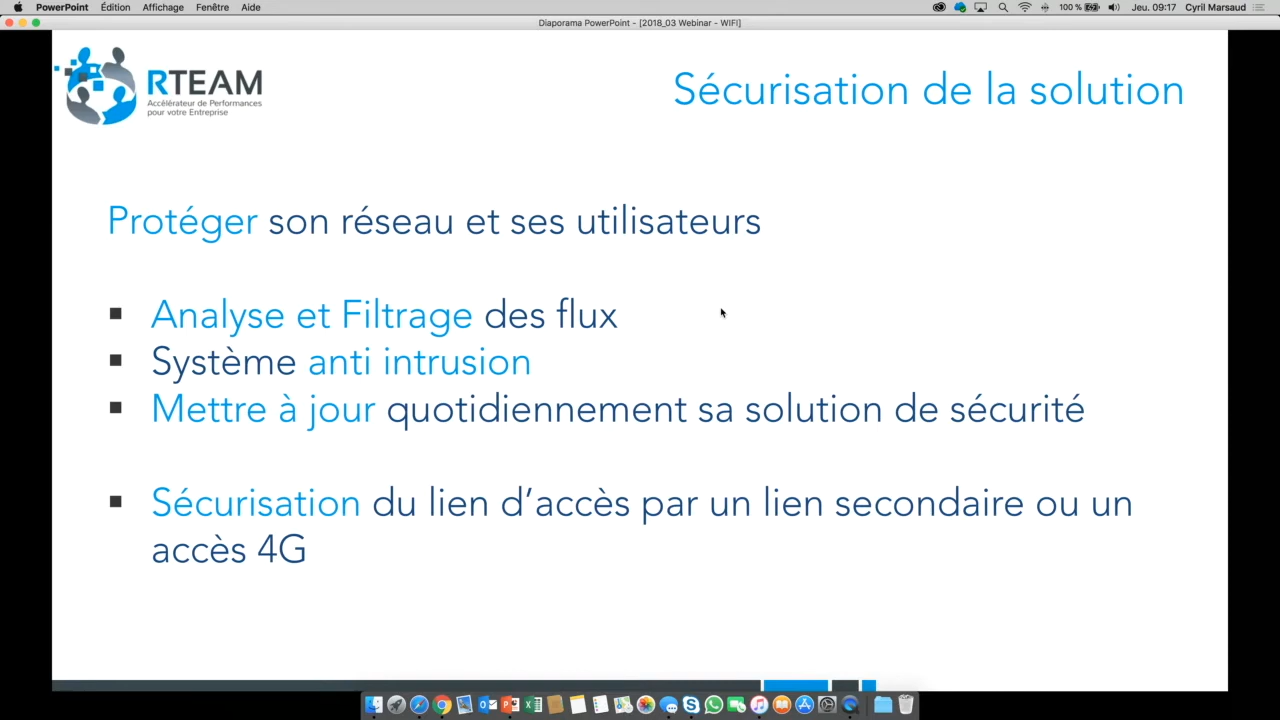 PowerPoint Édition Affichage Fenêtre Aide 100 % Jeu. 09:17 Cyril Marsaud
Diaporama PowerPoint - [2018_03 Webinar - WIFI]
RTEAM
Accélérateur de Performances
pour votre Entreprise
Sécurisation de la solution
Protéger son réseau et ses utilisateurs
▪ Analyse et Filtrage des flux
▪ Système anti intrusion
▪ Mettre à jour quotidiennement sa solution de sécurité
▪ Sécurisation du lien d’accès par un lien secondaire ou un
accès 4G